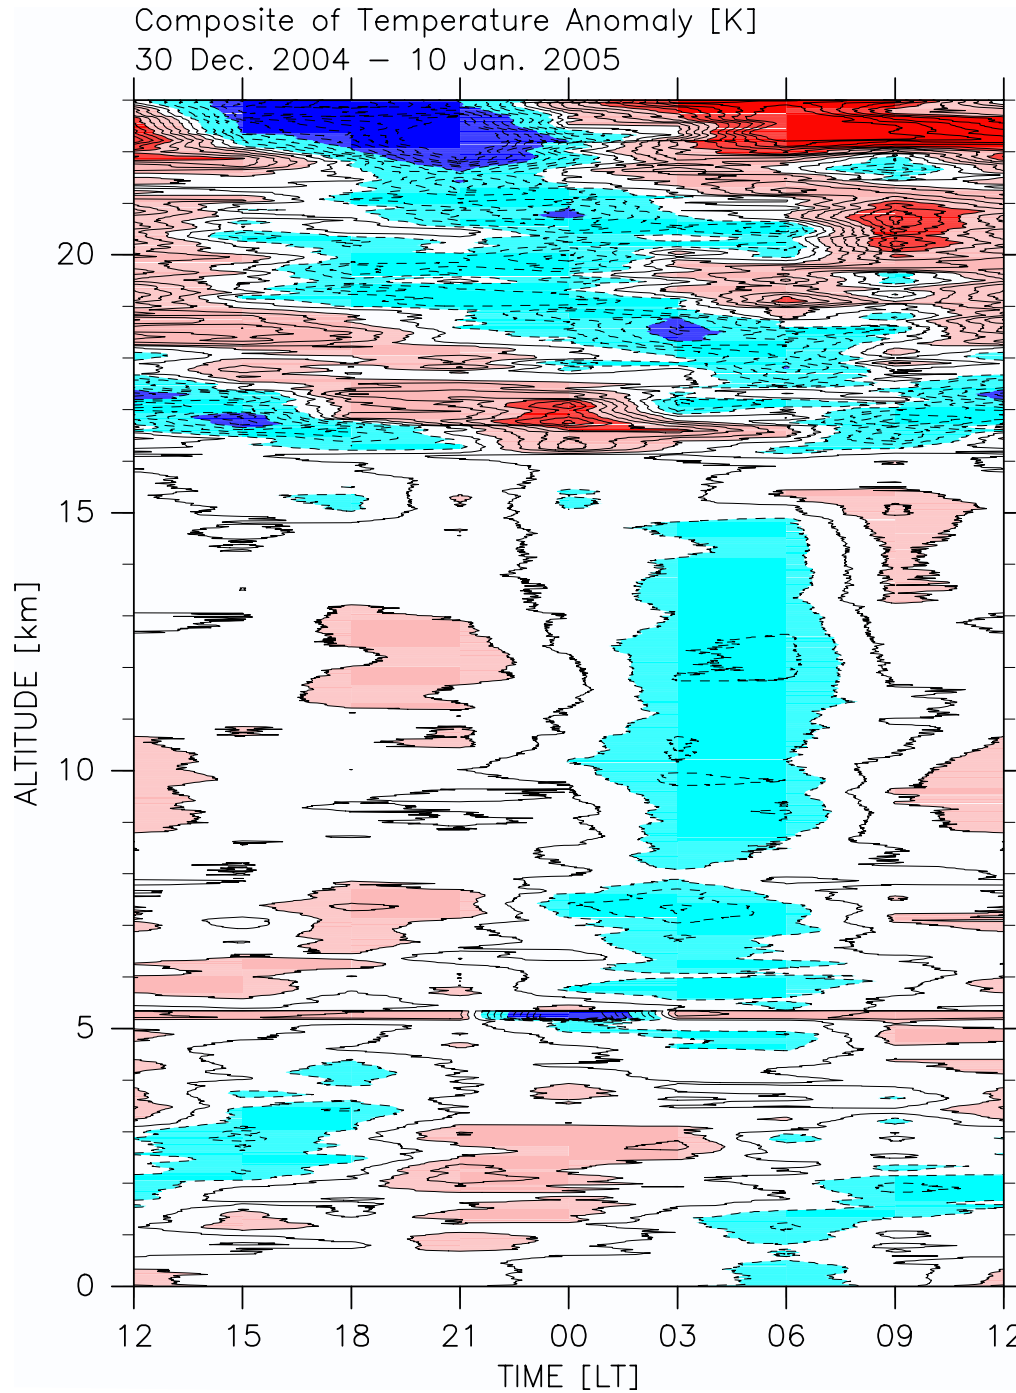 Composite of Temperature Anomaly [K]
30 Dec. 2004 – 10 Jan. 2005
20
15
10
5
0
ALTITUDE [km]
12 15 18 21 00 03 06 09 12
TIME [LT]